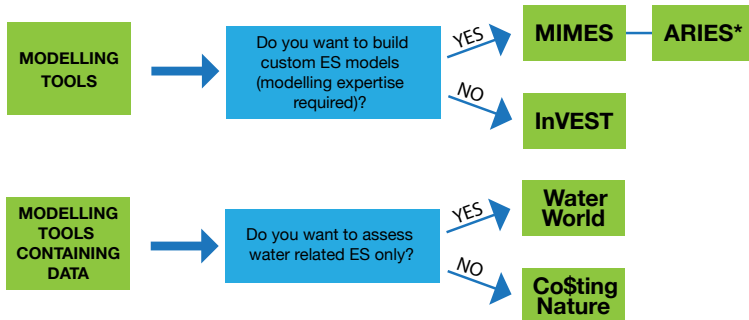 MODELLING
TOOLS
Do you want to build
custom ES models
(modelling expertise
required)?
YES
MIMES
ARIES*
NO
InVEST
MODELLING
TOOLS
CONTAINING
DATA
Do you want to assess
water related ES only?
YES
Water
World
NO
Co$ting
Nature